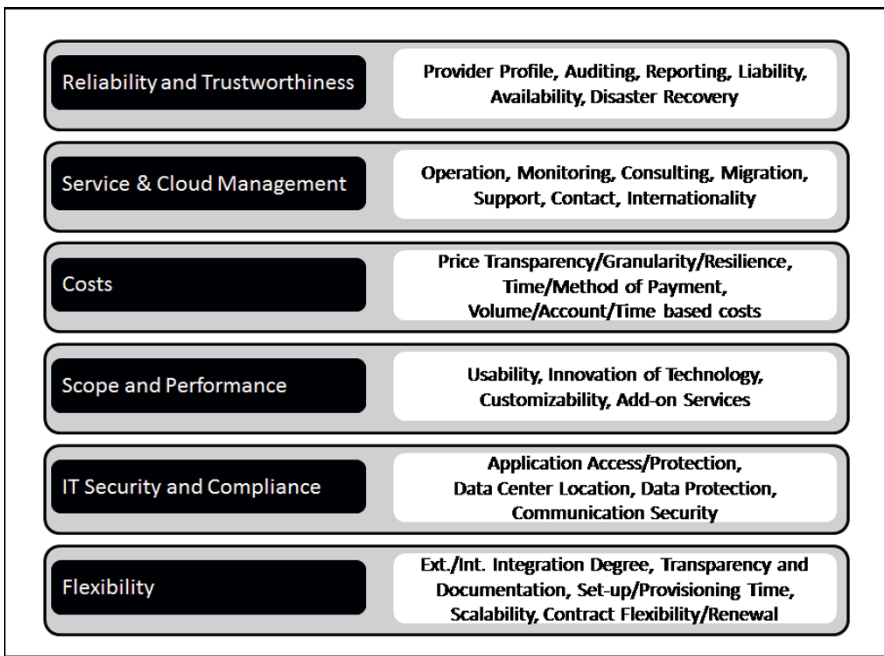 Reliability and Trustworthiness
Provider Profile, Auditing, Reporting, Liability,
Availability, Disaster Recovery
Service & Cloud Management
Operation, Monitoring, Consulting, Migration,
Support, Contact, Internationality
Costs
Price Transparency/Granularity/Resilience,
Time/Method of Payment,
Volume/Account/Time based costs
Scope and Performance
Usability, Innovation of Technology,
Customizability, Add-on Services
IT Security and Compliance
Application Access/Protection,
Data Center Location, Data Protection,
Communication Security
Flexibility
Ext./Int. Integration Degree, Transparency and
Documentation, Set-up/Provisioning Time,
Scalability, Contract Flexibility/Renewal